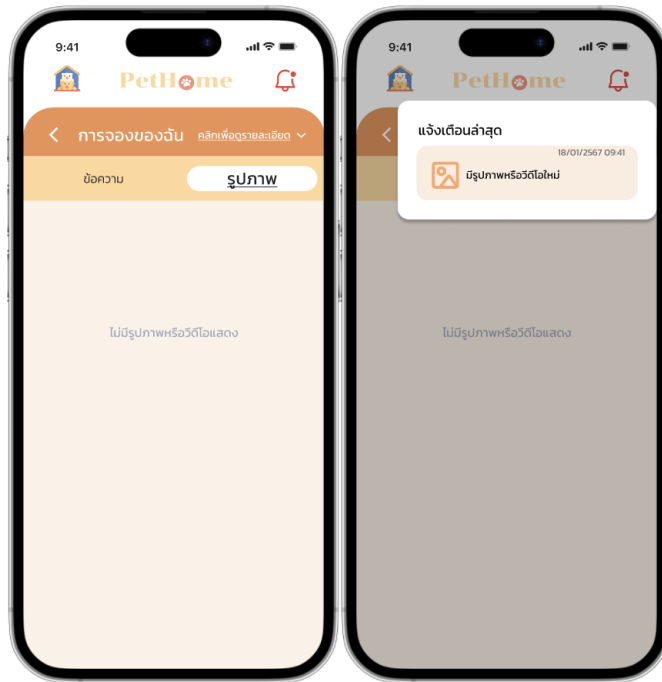 9:41
PetHome
การจองของฉัน คลิกเพื่อดูรายละเอียด
ข้อความ รูปภาพ
ไม่มีรูปภาพหรือวีดีโอแสดง
9:41
PetHome
แจ้งเตือนล่าสุด
18/01/2567 09:41
มีรูปภาพหรือวีดีโอใหม่
ไม่มีรูปภาพหรือวีดีโอแสดง